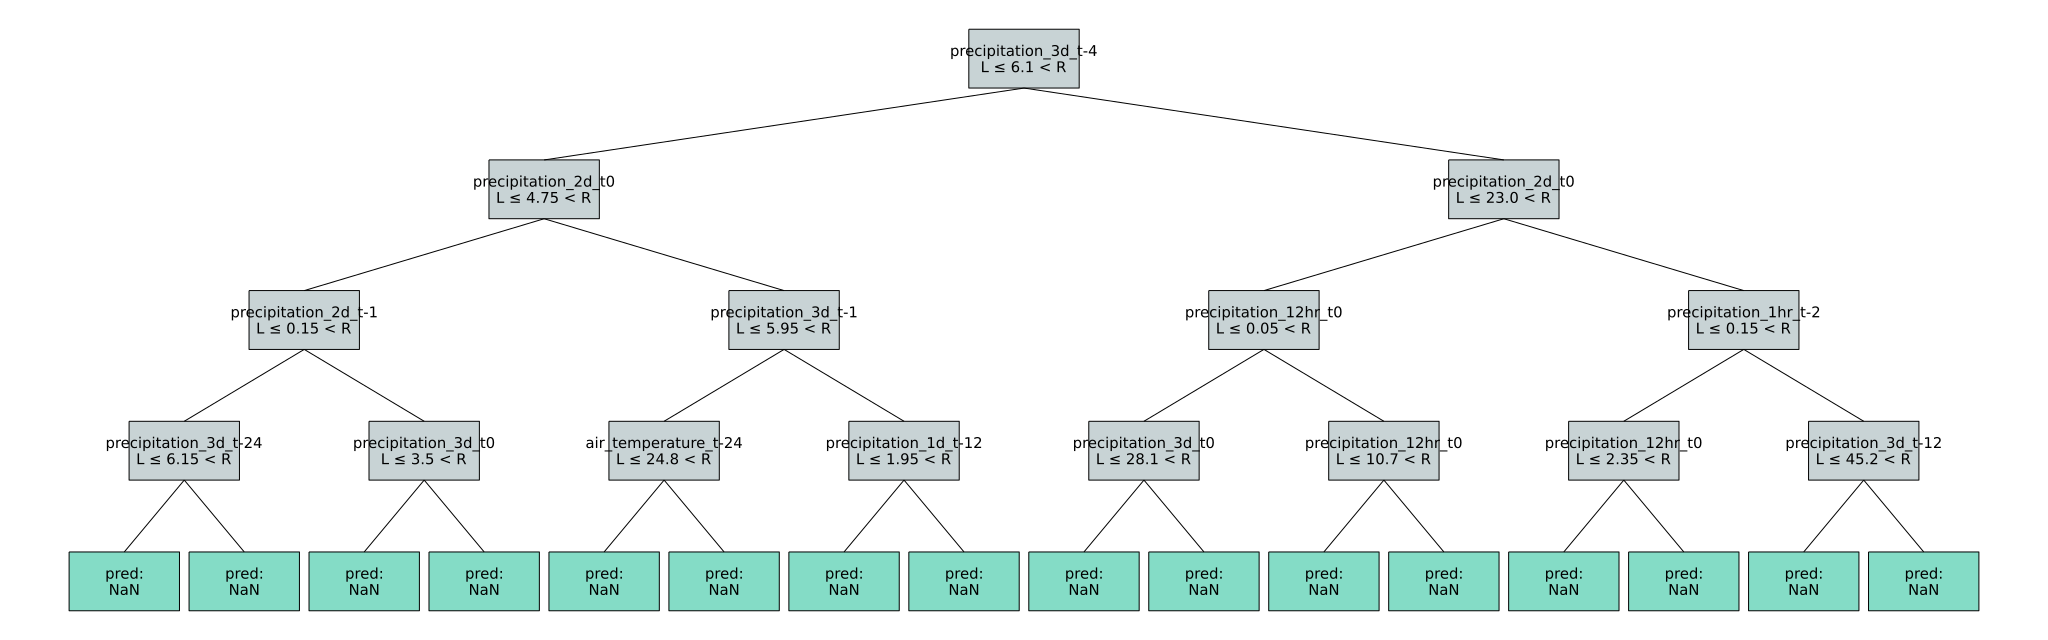 precipitation_3d_t-4
L ≤ 6.1 < R
precipitation_2d_t0
L ≤ 4.75 < R
precipitation_2d_t0
L ≤ 23.0 < R
precipitation_2d_t-1
L ≤ 0.15 < R
precipitation_3d_t-1
L ≤ 5.95 < R
precipitation_12hr_t0
L ≤ 0.05 < R
precipitation_1hr_t-2
L ≤ 0.15 < R
precipitation_3d_t-24
L ≤ 6.15 < R
precipitation_3d_t0
L ≤ 3.5 < R
air_temperature_t-24
L ≤ 24.8 < R
precipitation_1d_t-12
L ≤ 1.95 < R
precipitation_3d_t0
L ≤ 28.1 < R
precipitation_12hr_t0
L ≤ 10.7 < R
precipitation_12hr_t0
L ≤ 2.35 < R
precipitation_3d_t-12
L ≤ 45.2 < R
pred:
NaN
pred:
NaN
pred:
NaN
pred:
NaN
pred:
NaN
pred:
NaN
pred:
NaN
pred:
NaN
pred:
NaN
pred:
NaN
pred:
NaN
pred:
NaN
pred:
NaN
pred:
NaN
pred:
NaN
pred:
NaN